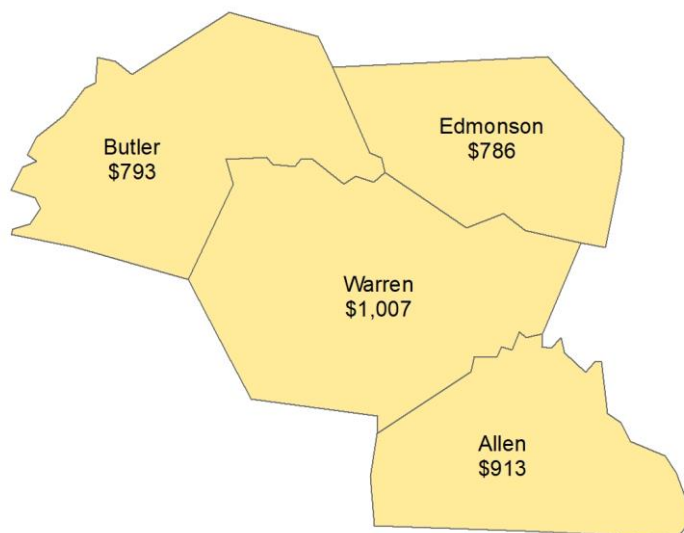 Butler
$793
Edmonson
$786
Warren
$1,007
Allen
$913